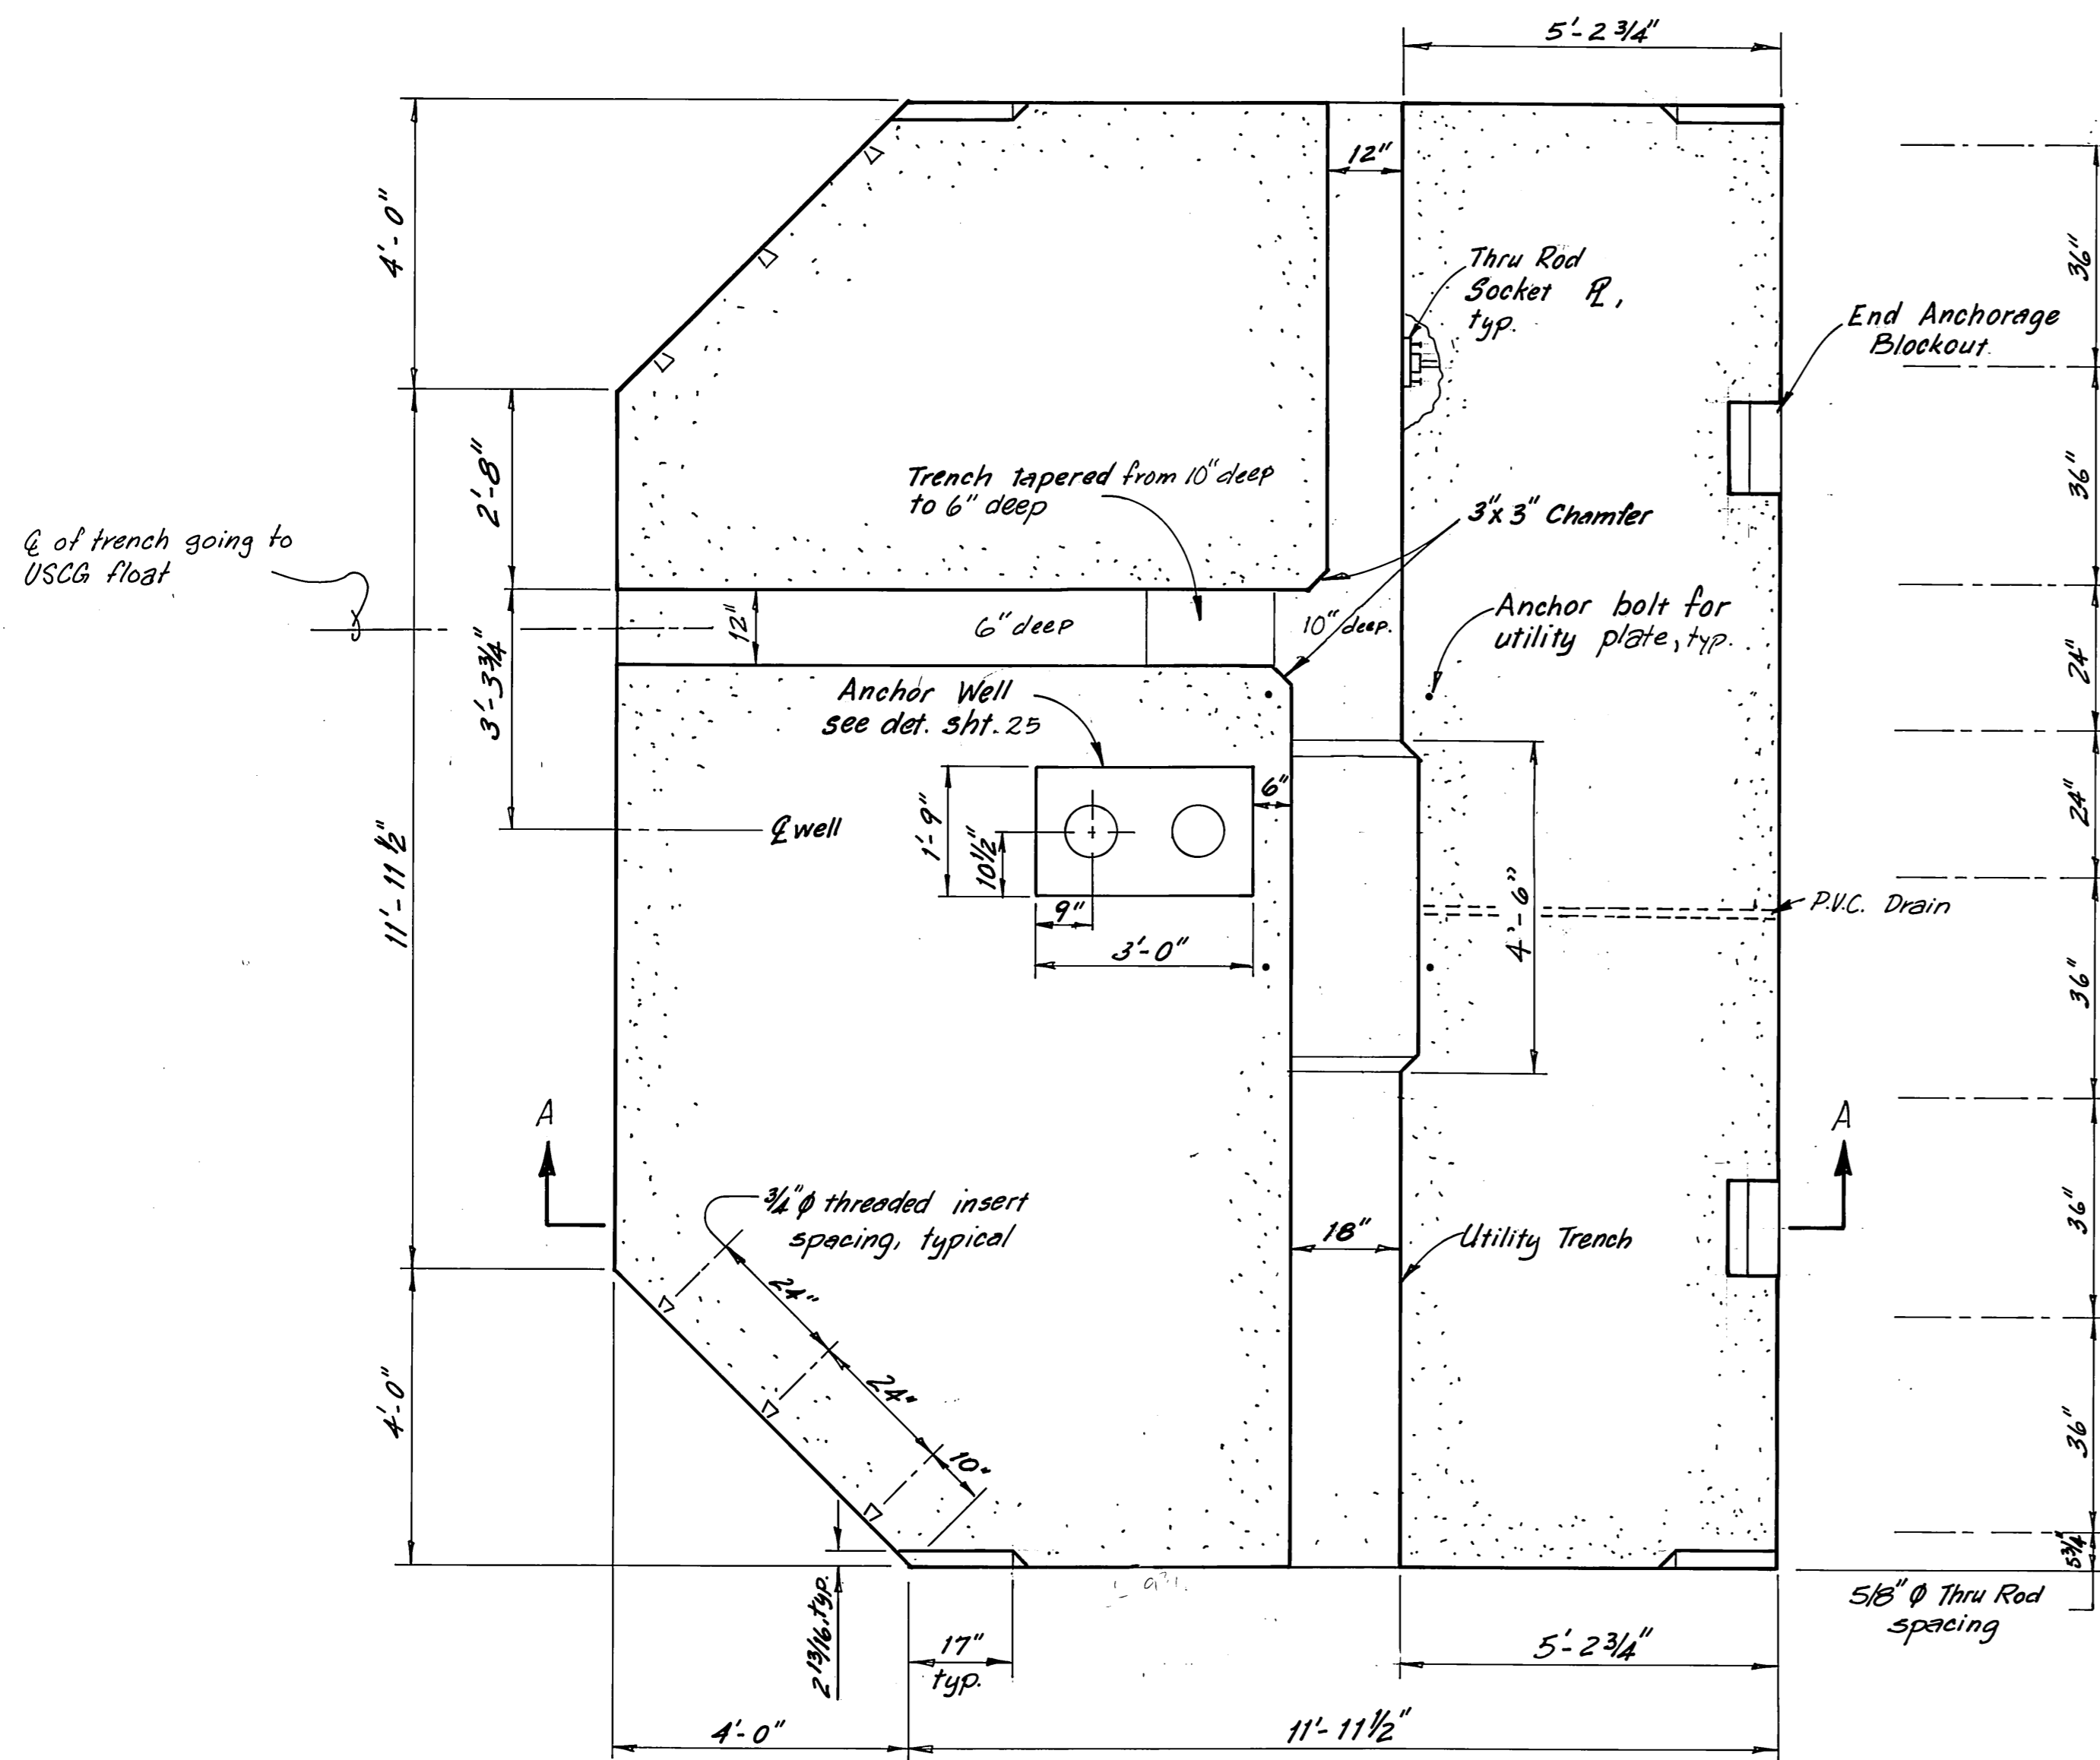 5'-2 3/4"
4'-0"
12"
36"
Thru Rod
Socket ℙL,
typ.
End Anchorage
Blockout.
2'-8"
36"
Trench tapered from 10" deep
to 6" deep
3"x 3" Chamfer
℄ of trench going to
USCG float
12"
6" deep
10" deep.
Anchor bolt for
utility plate, typ.
24"
3'-3 3/4"
Anchor Well
see det. sht. 25
6"
24"
1'-9"
10 1/2"
℄ well
11'-11 1/2"
9"
3'-0"
4'-6"
P.V.C. Drain
36"
A
A
3/4" φ threaded insert
spacing, typical
18"
Utility Trench
36"
24"
24"
10"
4'-0"
36"
5 3/4"
2 13/16, typ.
17"
typ.
5/8" φ Thru Rod
spacing
5'-2 3/4"
4'-0"
11'-11 1/2"